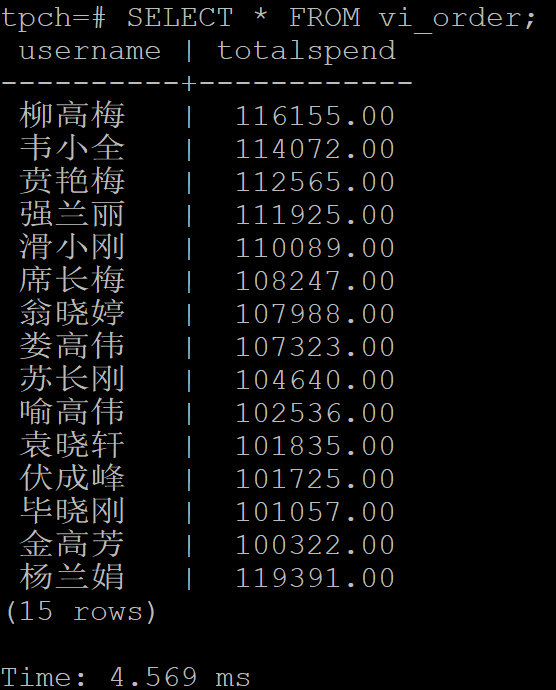 tpch=# SELECT * FROM vi_order;
 username | totalspend
----------+------------
 柳高梅   |  116155.00
 韦小全   |  114072.00
 贲艳梅   |  112565.00
 强兰丽   |  111925.00
 滑小刚   |  110089.00
 席长梅   |  108247.00
 翁晓婷   |  107988.00
 娄高伟   |  107323.00
 苏长刚   |  104640.00
 喻高伟   |  102536.00
 袁晓轩   |  101835.00
 伏成峰   |  101725.00
 毕晓刚   |  101057.00
 金高芳   |  100322.00
 杨兰娟   |  119391.00
(15 rows)
Time: 4.569 ms